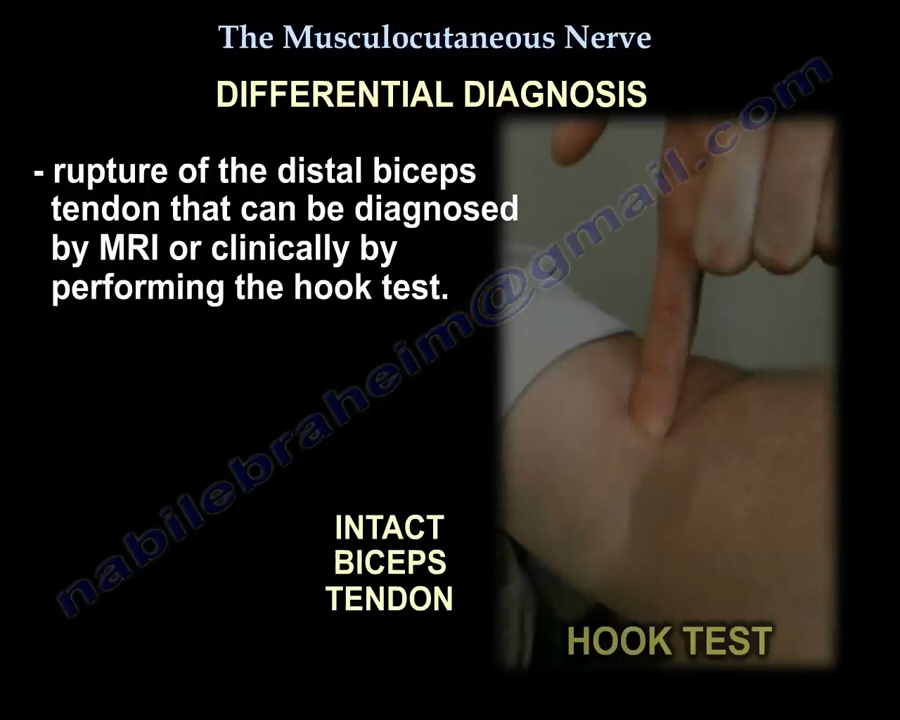 The Musculocutaneous Nerve
DIFFERENTIAL DIAGNOSIS
- rupture of the distal biceps
tendon that can be diagnosed
by MRI or clinically by
performing the hook test.
nabilebraheim@gmail.com
INTACT
BICEPS
TENDON
HOOK TEST